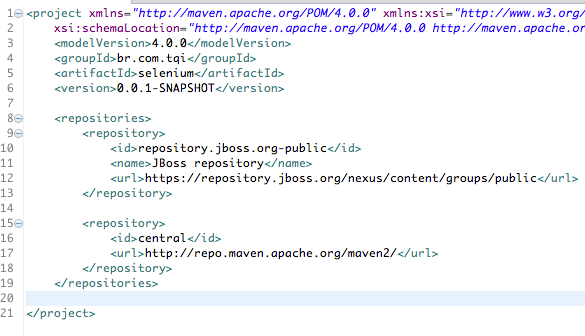 1 <project xmlns="http://maven.apache.org/POM/4.0.0" xmlns:xsi="http://www.w3.org/
2 xsi:schemaLocation="http://maven.apache.org/POM/4.0.0 http://maven.apache.or
3 <modelVersion>4.0.0</modelVersion>
4 <groupId>br.com.tqi</groupId>
5 <artifactId>selenium</artifactId>
6 <version>0.0.1-SNAPSHOT</version>
7
8 <repositories>
9 <repository>
10 <id>repository.jboss.org-public</id>
11 <name>JBoss repository</name>
12 <url>https://repository.jboss.org/nexus/content/groups/public</url>
13 </repository>
14
15 <repository>
16 <id>central</id>
17 <url>http://repo.maven.apache.org/maven2/</url>
18 </repository>
19 </repositories>
20
21 </project>